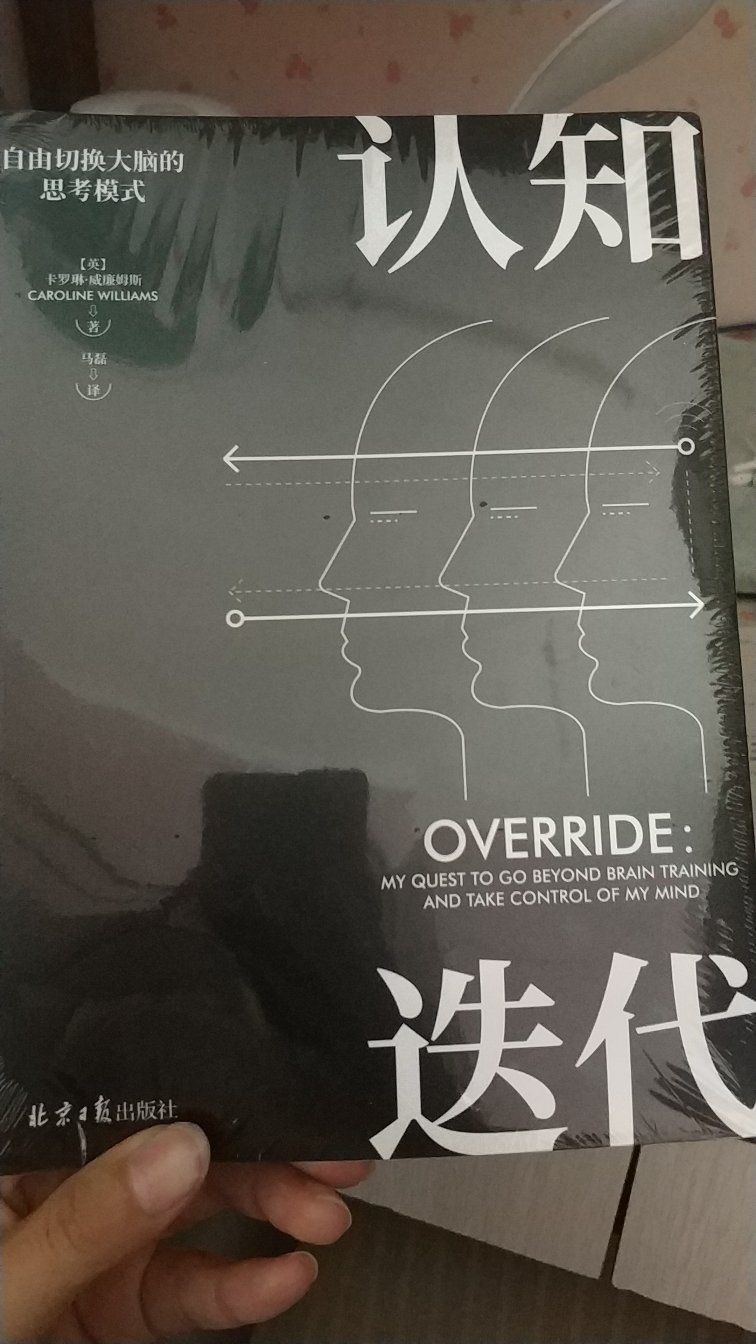 认知
自由切换大脑的
思考模式
【英】
卡罗琳·威廉姆斯
CAROLINE WILLIAMS
著
马磊
译
OVERRIDE:
MY QUEST TO GO BEYOND BRAIN TRAINING
AND TAKE CONTROL OF MY MIND
迭代
北京日报出版社